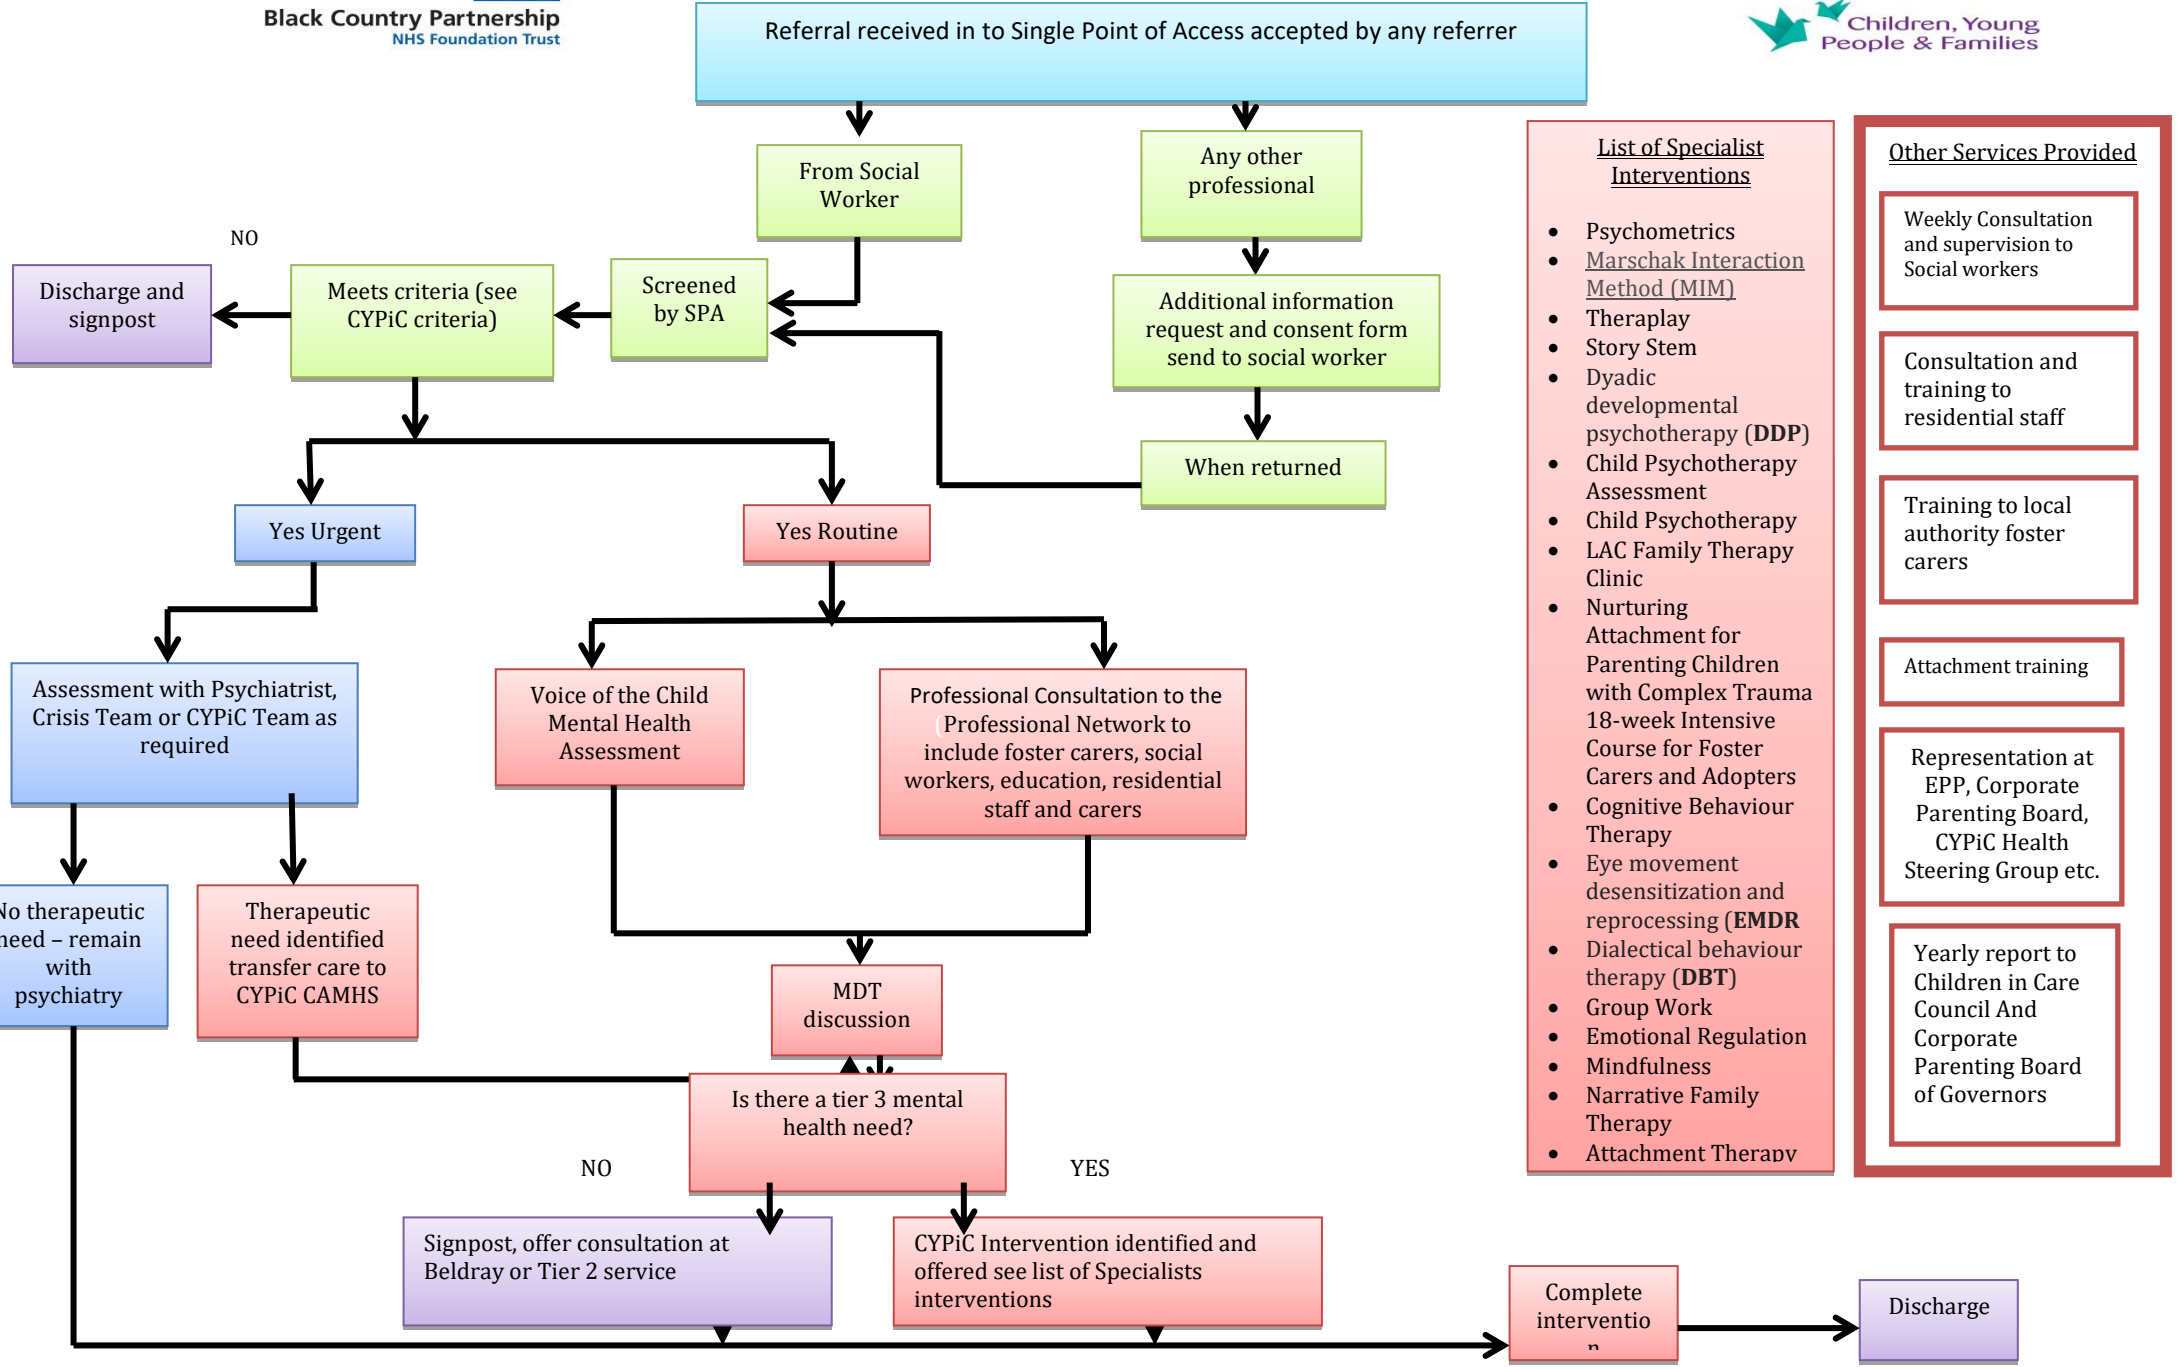 Black Country Partnership
NHS Foundation Trust
Referral received in to Single Point of Access accepted by any referrer
Children, Young
People & Families
From Social
Worker
Any other
professional
NO
Discharge and
signpost
Meets criteria (see
CYPiC criteria)
Screened
by SPA
Additional information
request and consent form
send to social worker
When returned
Yes Urgent
Yes Routine
Assessment with Psychiatrist,
Crisis Team or CYPiC Team as
required
Voice of the Child
Mental Health
Assessment
Professional Consultation to the
(Professional Network to
include foster carers, social
workers, education, residential
staff and carers
No therapeutic
need – remain
with
psychiatry
Therapeutic
need identified
transfer care to
CYPiC CAMHS
MDT
discussion
Is there a tier 3 mental
health need?
NO
YES
Signpost, offer consultation at
Beldray or Tier 2 service
CYPiC Intervention identified and
offered see list of Specialists
interventions
Complete
interventio
n
Discharge
List of Specialist
Interventions
• Psychometrics
• Marschak Interaction
Method (MIM)
• Theraplay
• Story Stem
• Dyadic
developmental
psychotherapy (DDP)
• Child Psychotherapy
Assessment
• Child Psychotherapy
• LAC Family Therapy
Clinic
• Nurturing
Attachment for
Parenting Children
with Complex Trauma
18-week Intensive
Course for Foster
Carers and Adopters
• Cognitive Behaviour
Therapy
• Eye movement
desensitization and
reprocessing (EMDR
• Dialectical behaviour
therapy (DBT)
• Group Work
• Emotional Regulation
• Mindfulness
• Narrative Family
Therapy
• Attachment Therapy
Other Services Provided
Weekly Consultation
and supervision to
Social workers
Consultation and
training to
residential staff
Training to local
authority foster
carers
Attachment training
Representation at
EPP, Corporate
Parenting Board,
CYPiC Health
Steering Group etc.
Yearly report to
Children in Care
Council And
Corporate
Parenting Board
of Governors